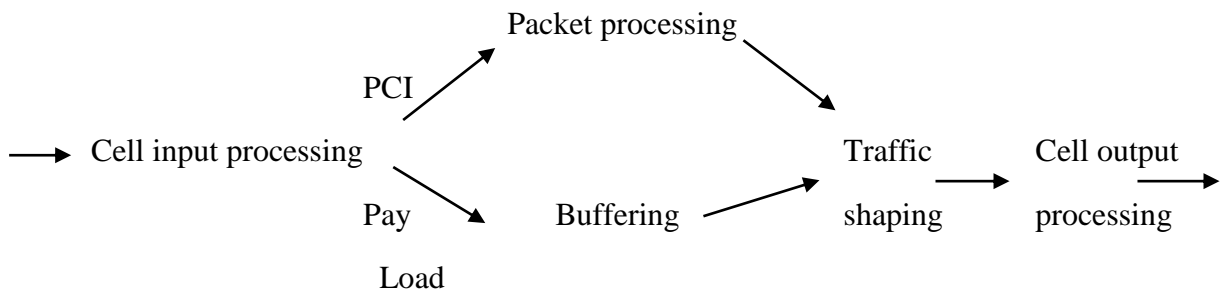 Packet processing
PCI
Cell input processing
Traffic
shaping
Cell output
processing
Pay
Load
Buffering